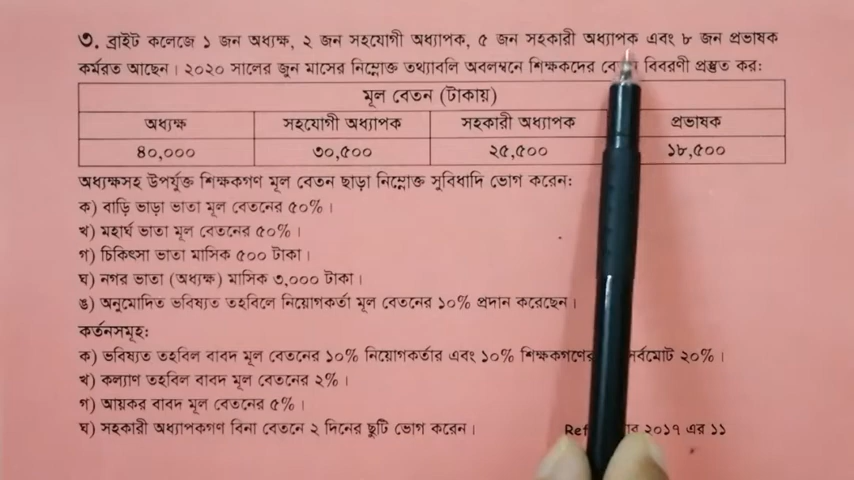 ৩. ব্রাইট কলেজে ১ জন অধ্যক্ষ, ২ জন সহযোগী অধ্যাপক, ৫ জন সহকারী অধ্যাপক এবং ৮ জন প্রভাষক
কর্মরত আছেন। ২০২০ সালের জুন মাসের নিম্নোক্ত তথ্যাবলি অবলম্বনে শিক্ষকদের বিবরণী প্রস্তুত কর:
মূল বেতন (টাকায়)
অধ্যক্ষ সহযোগী অধ্যাপক সহকারী অধ্যাপক প্রভাষক
৪০,০০০ ৩০,৫০০ ২৫,৫০০ ১৮,৫০০
অধ্যক্ষসহ উপর্যুক্ত শিক্ষকগণ মূল বেতন ছাড়া নিম্নোক্ত সুবিধাদি ভোগ করেন:
ক) বাড়ি ভাড়া ভাতা মূল বেতনের ৫০%।
খ) মহার্ঘ ভাতা মূল বেতনের ৫০%।
গ) চিকিৎসা ভাতা মাসিক ৫০০ টাকা।
ঘ) নগর ভাতা (অধ্যক্ষ) মাসিক ৩,০০০ টাকা।
ঙ) অনুমোদিত ভবিষ্যত তহবিলে নিয়োগকর্তা মূল বেতনের ১০% প্রদান করেছেন।
কর্তনসমূহ:
ক) ভবিষ্যত তহবিল বাবদ মূল বেতনের ১০% নিয়োগকর্তার এবং ১০% শিক্ষকগণের সর্বমোট ২০%।
খ) কল্যাণ তহবিল বাবদ মূল বেতনের ২%।
গ) আয়কর বাবদ মূল বেতনের ৫%।
ঘ) সহকারী অধ্যাপকগণ বিনা বেতনে ২ দিনের ছুটি ভোগ করেন। Ref ২০১৭ এর ১১